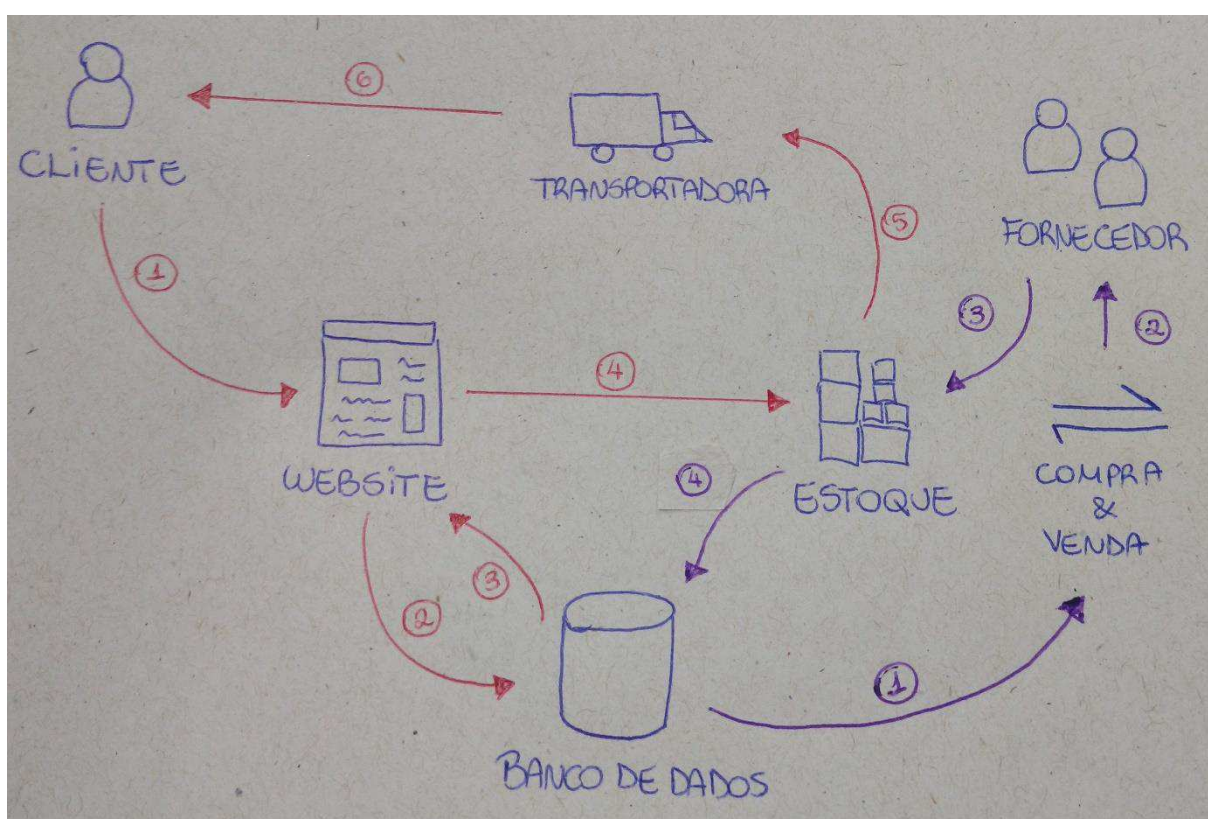 6
CLIENTE
TRANSPORTADORA
5
FORNECEDOR
1
3
2
4
WEBSITE
4
ESTOQUE
COMPRA
&
VENDA
3
2
1
BANCO DE DADOS